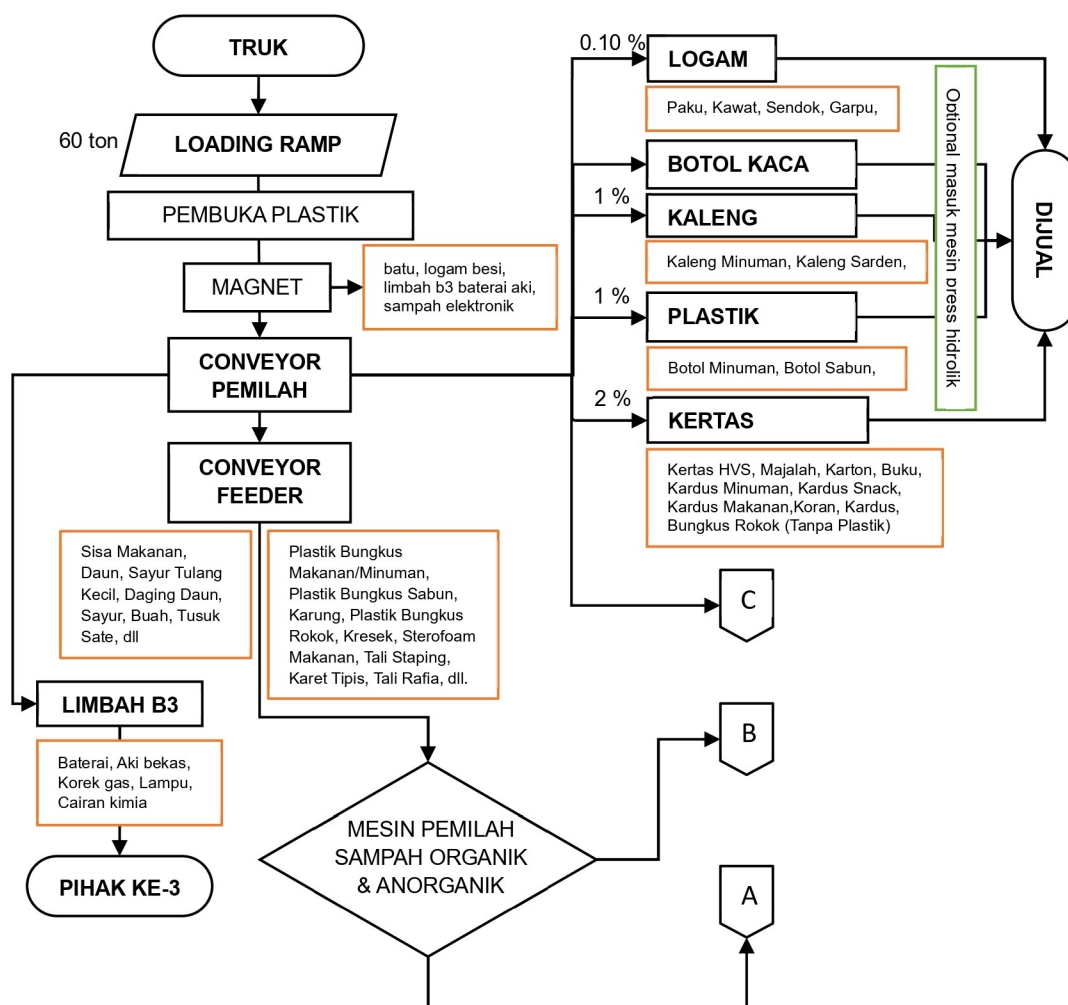 TRUK
60 ton
LOADING RAMP
PEMBUKA PLASTIK
MAGNET
batu, logam besi,
limbah b3 baterai aki,
sampah elektronik
CONVEYOR
PEMILAH
CONVEYOR
FEEDER
Sisa Makanan,
Daun, Sayur Tulang
Kecil, Daging Daun,
Sayur, Buah, Tusuk
Sate, dll
Plastik Bungkus
Makanan/Minuman,
Plastik Bungkus Sabun,
Karung, Plastik Bungkus
Rokok, Kresek, Sterofoam
Makanan, Tali Staping,
Karet Tipis, Tali Rafia, dll.
LIMBAH B3
Baterai, Aki bekas,
Korek gas, Lampu,
Cairan kimia
PIHAK KE-3
MESIN PEMILAH
SAMPAH ORGANIK
& ANORGANIK
0.10 %
LOGAM
Paku, Kawat, Sendok, Garpu,
BOTOL KACA
1 %
KALENG
Kaleng Minuman, Kaleng Sarden,
1 %
PLASTIK
Botol Minuman, Botol Sabun,
2 %
KERTAS
Kertas HVS, Majalah, Karton, Buku,
Kardus Minuman, Kardus Snack,
Kardus Makanan,Koran, Kardus,
Bungkus Rokok (Tanpa Plastik)
Optional masuk mesin press hidrolik
DIJUAL
C
B
A